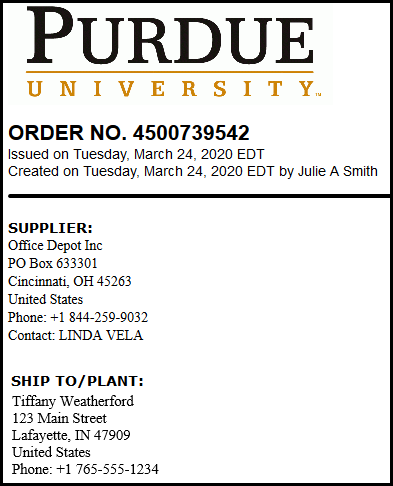 PURDUE
UNIVERSITY™
ORDER NO. 4500739542
Issued on Tuesday, March 24, 2020 EDT
Created on Tuesday, March 24, 2020 EDT by Julie A Smith
SUPPLIER:
Office Depot Inc
PO Box 633301
Cincinnati, OH 45263
United States
Phone: +1 844-259-9032
Contact: LINDA VELA
SHIP TO/PLANT:
Tiffany Weatherford
123 Main Street
Lafayette, IN 47909
United States
Phone: +1 765-555-1234